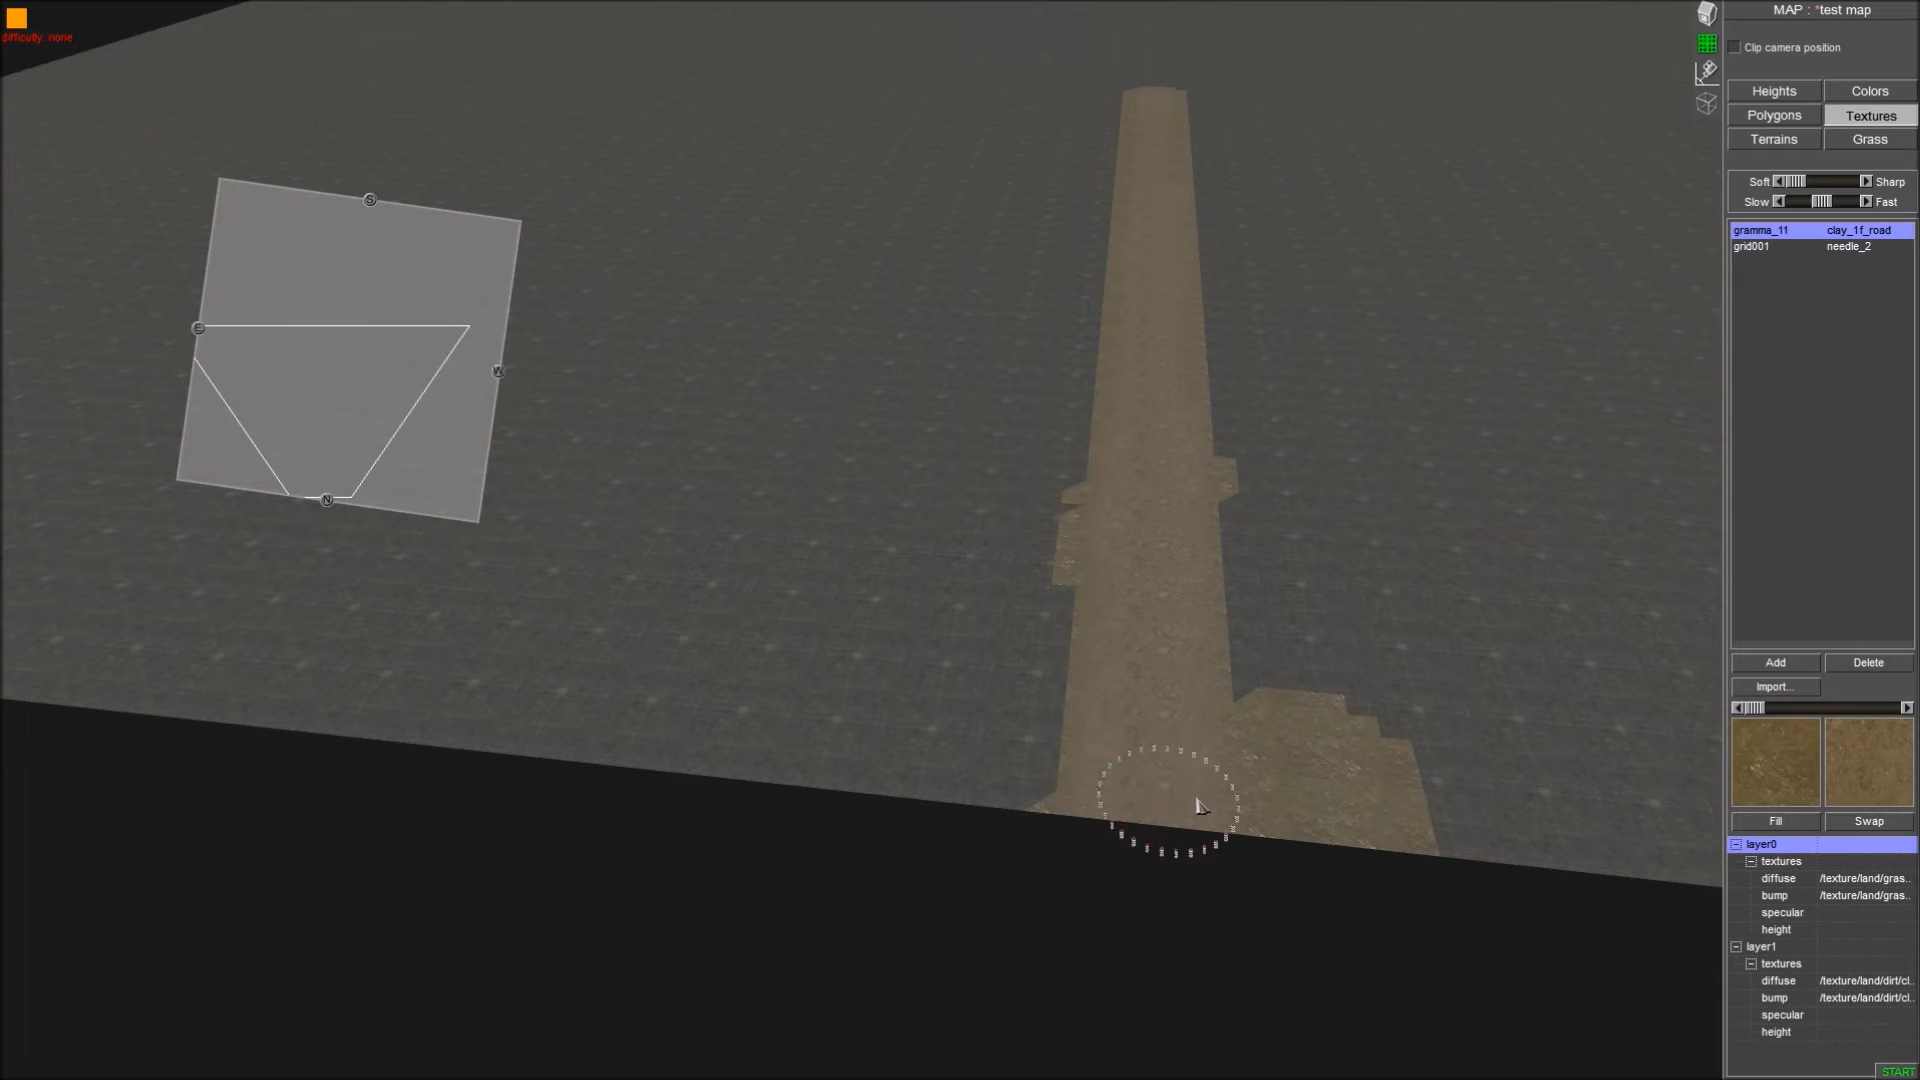 difficulty: none
S
E
W
N
MAP : *test map
Clip camera position
Heights Colors
Polygons Textures
Terrains Grass
Soft Sharp
Slow Fast
gramma_11 clay_1f_road
grid001 needle_2
Add Delete
Import...
Fill Swap
layer0
textures
diffuse /texture/land/gras..
bump /texture/land/gras..
specular
height
layer1
textures
diffuse /texture/land/dirt/cl..
bump /texture/land/dirt/cl..
specular
height
START